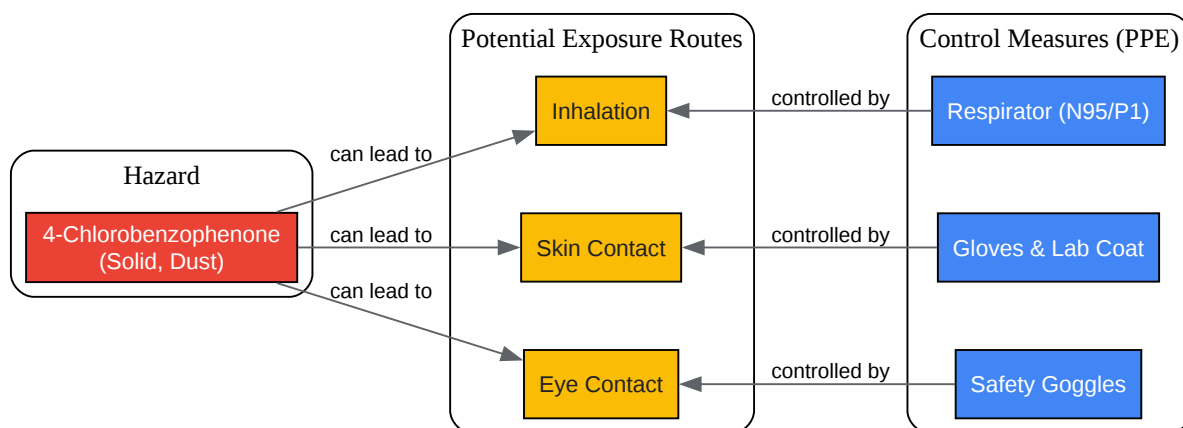 Potential Exposure Routes
Control Measures (PPE)
Inhalation
controlled by
Respirator (N95/P1)
can lead to
Hazard
4-Chlorobenzophenone
(Solid, Dust)
can lead to
Skin Contact
controlled by
Gloves & Lab Coat
can lead to
Eye Contact
controlled by
Safety Goggles